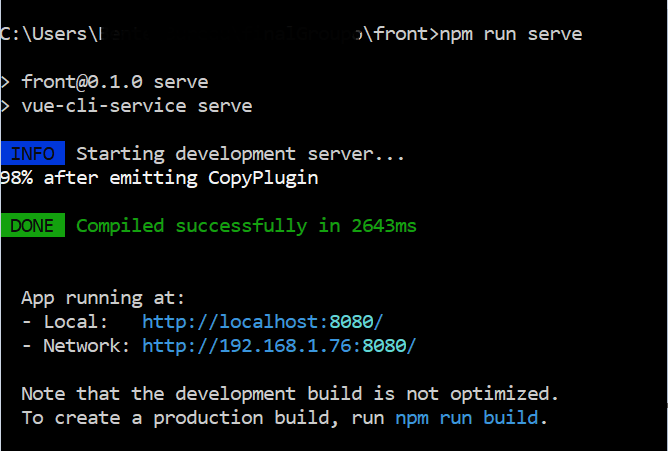 C:\Users\ \front>npm run serve
> front@0.1.0 serve
> vue-cli-service serve
INFO Starting development server...
98% after emitting CopyPlugin
DONE Compiled successfully in 2643ms
App running at:
- Local: http://localhost:8080/
- Network: http://192.168.1.76:8080/
Note that the development build is not optimized.
To create a production build, run npm run build.